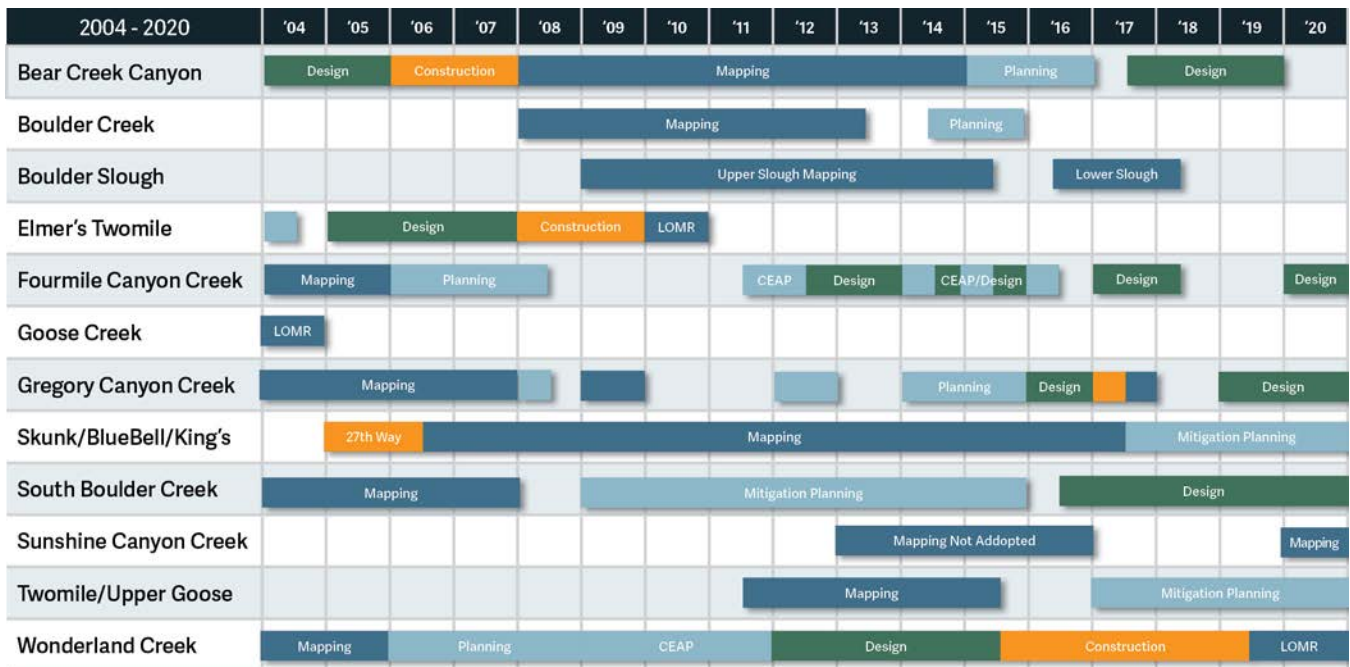 2004 - 2020 '04 '05 '06 '07 '08 '09 '10 '11 '12 '13 '14 '15 '16 '17 '18 '19 '20
Bear Creek Canyon Design Construction Mapping Planning Design
Boulder Creek Mapping Planning
Boulder Slough Upper Slough Mapping Lower Slough
Elmer's Twomile Design Construction LOMR
Fourmile Canyon Creek Mapping Planning CEAP Design CEAP/Design Design Design
Goose Creek LOMR
Gregory Canyon Creek Mapping Planning Design Design
Skunk/BlueBell/King's 27th Way Mapping Mitigation Planning
South Boulder Creek Mapping Mitigation Planning Design
Sunshine Canyon Creek Mapping Not Addopted Mapping
Twomile/Upper Goose Mapping Mitigation Planning
Wonderland Creek Mapping Planning CEAP Design Construction LOMR